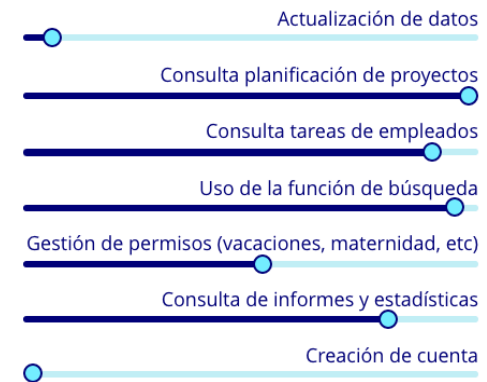 Actualización de datos
Consulta planificación de proyectos
Consulta tareas de empleados
Uso de la función de búsqueda
Gestión de permisos (vacaciones, maternidad, etc)
Consulta de informes y estadísticas
Creación de cuenta